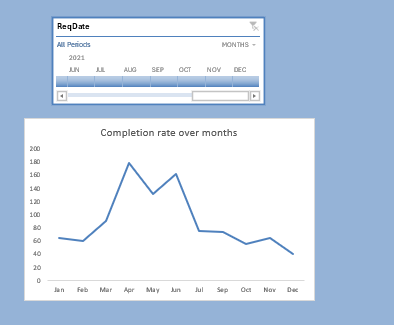 ReqDate
All Periods MONTHS
2021
JUN JUL AUG SEP OCT NOV DEC
Completion rate over months
200
180
160
140
120
100
80
60
40
20
0
Jan Feb Mar Apr May Jun Jul Sep Oct Nov Dec